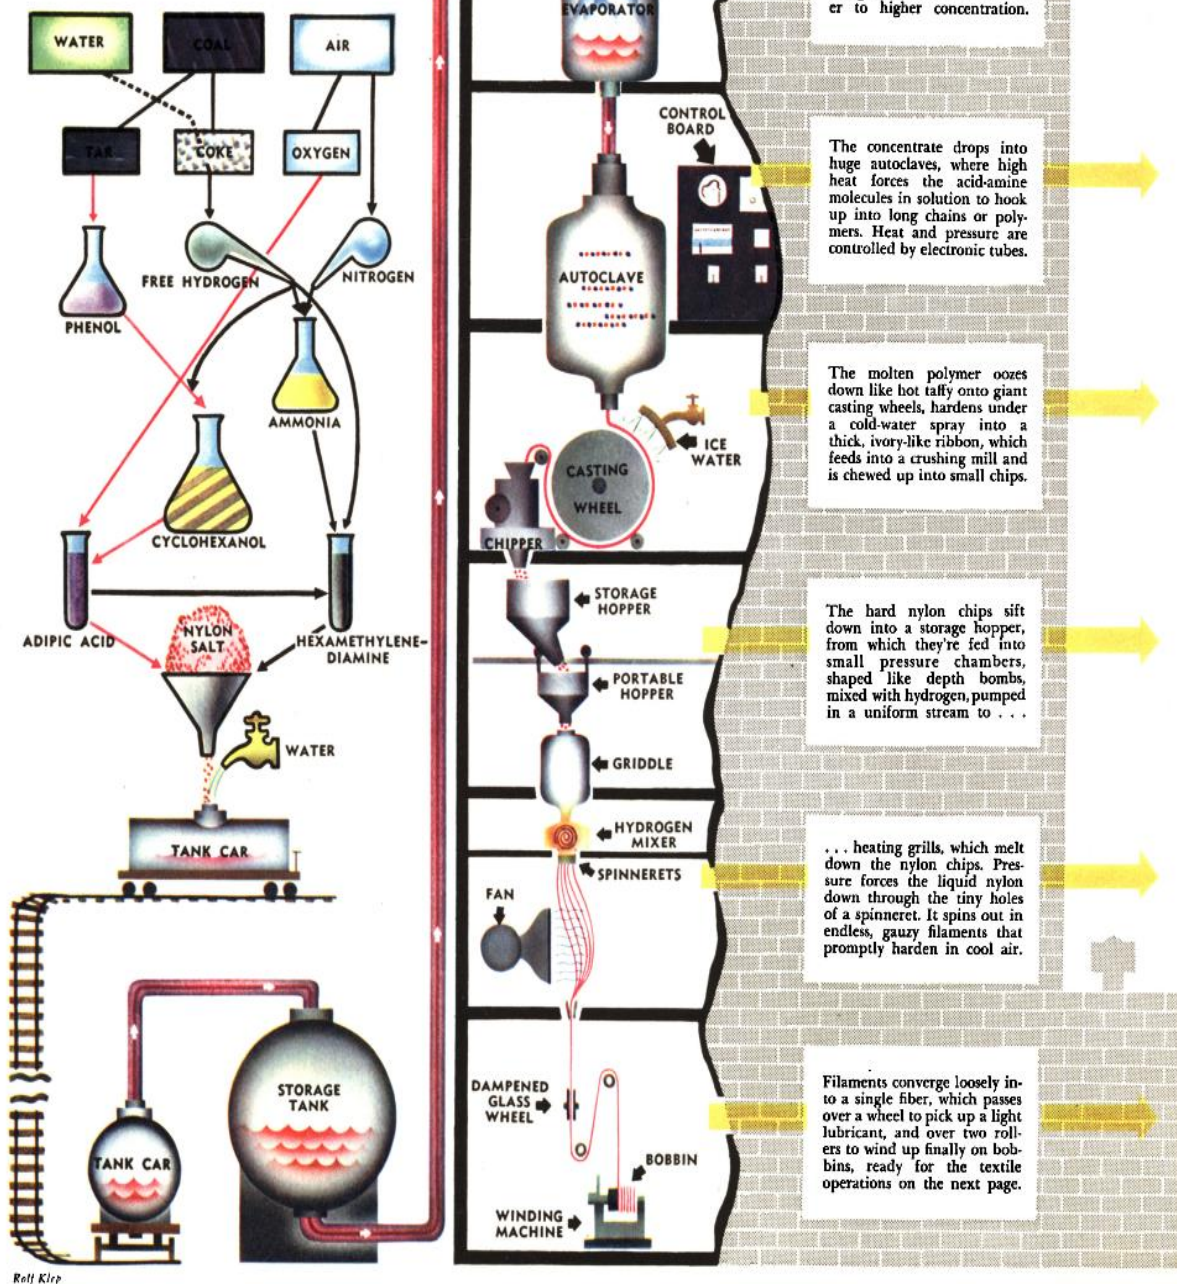 WATER
COAL
AIR
TAR
COKE
OXYGEN
PHENOL
FREE HYDROGEN
NITROGEN
AMMONIA
CYCLOHEXANOL
ADIPIC ACID
NYLON
SALT
HEXAMETHYLENE-
DIAMINE
WATER
TANK CAR
STORAGE
TANK
TANK CAR
Rolf Klep
EVAPORATOR
CONTROL
BOARD
AUTOCLAVE
ICE
WATER
CASTING
WHEEL
CHIPPER
STORAGE
HOPPER
PORTABLE
HOPPER
GRIDDLE
HYDROGEN
MIXER
SPINNERETS
FAN
DAMPENED
GLASS
WHEEL
BOBBIN
WINDING
MACHINE
er to higher concentration.
The concentrate drops into
huge autoclaves, where high
heat forces the acid-amine
molecules in solution to hook
up into long chains or poly-
mers. Heat and pressure are
controlled by electronic tubes.
The molten polymer oozes
down like hot taffy onto giant
casting wheels, hardens under
a cold-water spray into a
thick, ivory-like ribbon, which
feeds into a crushing mill and
is chewed up into small chips.
The hard nylon chips sift
down into a storage hopper,
from which they're fed into
small pressure chambers,
shaped like depth bombs,
mixed with hydrogen, pumped
in a uniform stream to . . .
. . . heating grills, which melt
down the nylon chips. Pres-
sure forces the liquid nylon
down through the tiny holes
of a spinneret. It spins out in
endless, gauzy filaments that
promptly harden in cool air.
Filaments converge loosely in-
to a single fiber, which passes
over a wheel to pick up a light
lubricant, and over two roll-
ers to wind up finally on bob-
bins, ready for the textile
operations on the next page.